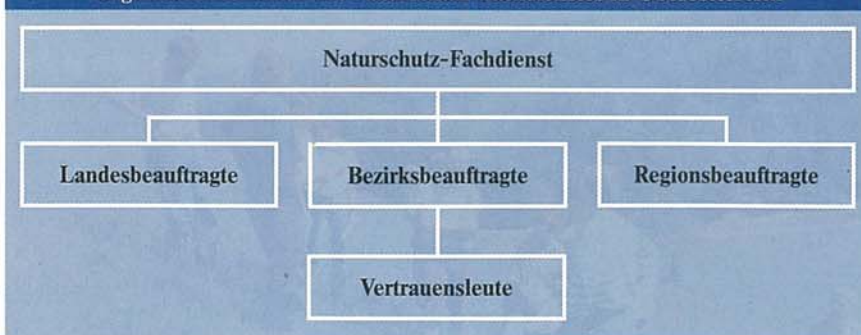 Naturschutz-Fachdienst
Landesbeauftragte Bezirksbeauftragte Regionsbeauftragte
Vertrauensleute